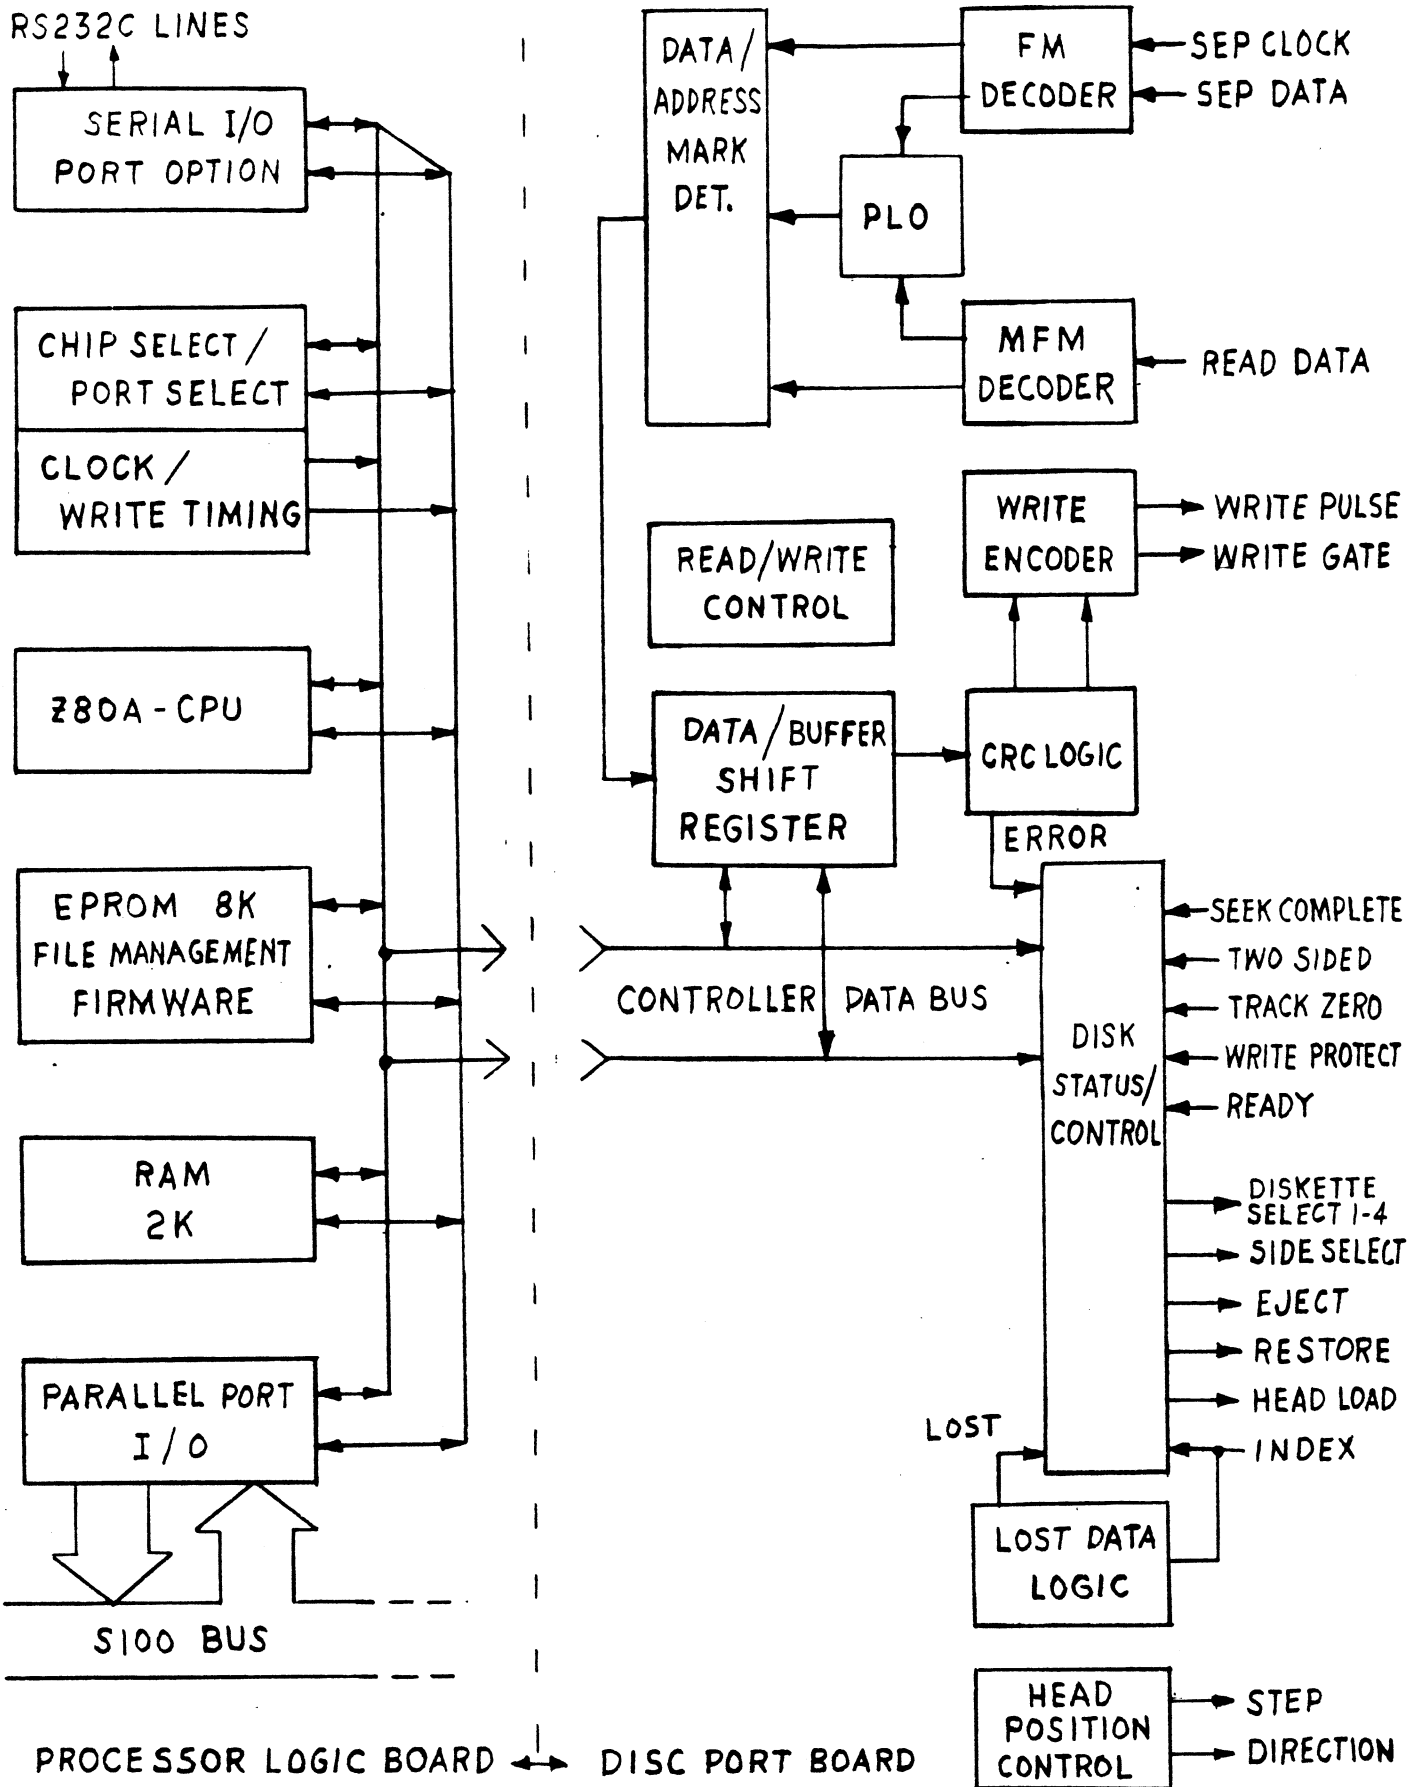 RS232C LINES
SERIAL I/O
PORT OPTION
CHIP SELECT /
PORT SELECT
CLOCK /
WRITE TIMING
Z80A - CPU
EPROM 8K
FILE MANAGEMENT
FIRMWARE
RAM
2K
PARALLEL PORT
I/O
S100 BUS
PROCESSOR LOGIC BOARD
DATA /
ADDRESS
MARK
DET.
FM
DECODER
SEP CLOCK
SEP DATA
PLO
MFM
DECODER
READ DATA
WRITE
ENCODER
WRITE PULSE
WRITE GATE
READ/WRITE
CONTROL
DATA/BUFFER
SHIFT
REGISTER
CRC LOGIC
ERROR
CONTROLLER DATA BUS
DISK
STATUS/
CONTROL
SEEK COMPLETE
TWO SIDED
TRACK ZERO
WRITE PROTECT
READY
DISKETTE
SELECT 1-4
SIDE SELECT
EJECT
RESTORE
HEAD LOAD
INDEX
LOST
LOST DATA
LOGIC
HEAD
POSITION
CONTROL
STEP
DIRECTION
DISC PORT BOARD